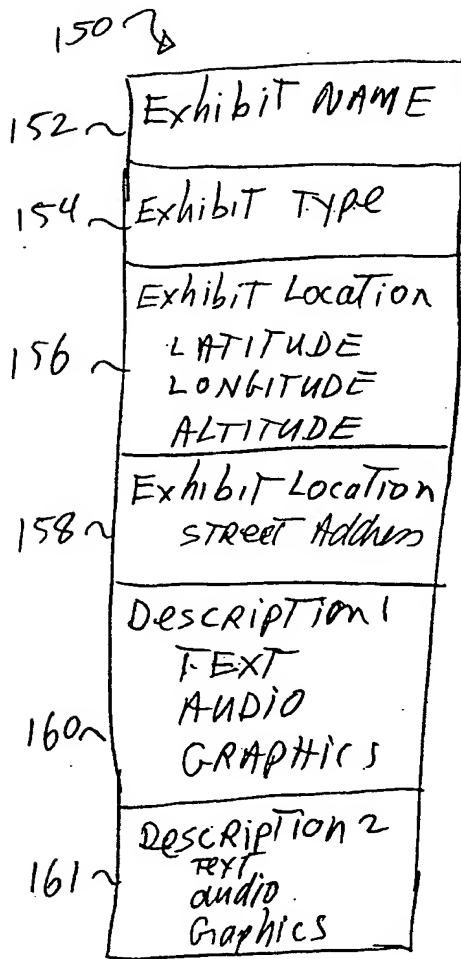 150
152 Exhibit NAME
154 Exhibit Type
Exhibit Location
156 LATITUDE
LONGITUDE
ALTITUDE
Exhibit Location
158 STREET Address
Description 1
TEXT
AUDIO
160 GRAPHICS
Description 2
TEXT
161 audio
Graphics